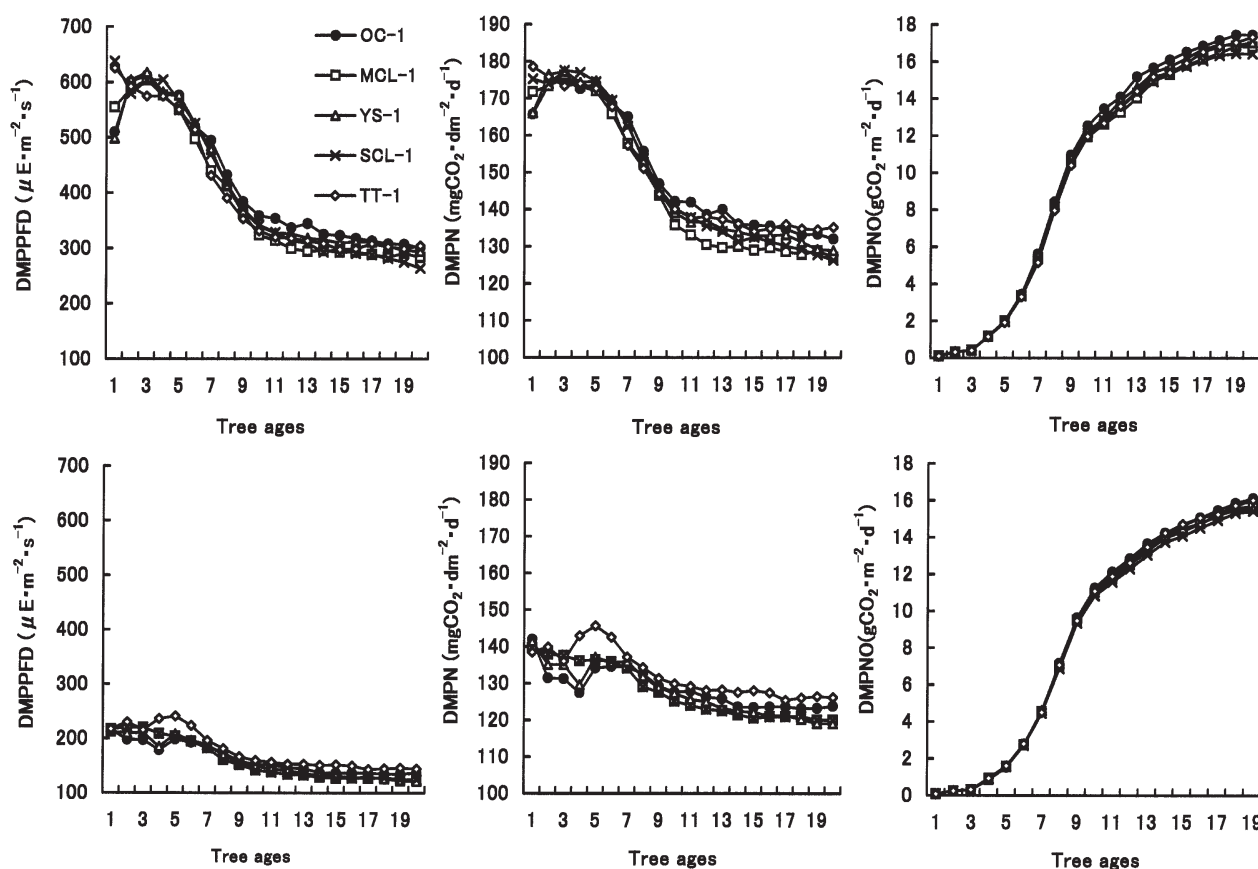 DMPPFD (μE・m⁻²・s⁻¹)
700
600
500
400
300
200
100
1 3 5 7 9 11 13 15 17 19
Tree ages
OC-1
MCL-1
YS-1
SCL-1
TT-1
DMPN (mgCO₂・dm⁻²・d⁻¹)
190
180
170
160
150
140
130
120
110
100
1 3 5 7 9 11 13 15 17 19
Tree ages
DMPNO(gCO₂・m⁻²・d⁻¹)
18
16
14
12
10
8
6
4
2
0
1 3 5 7 9 11 13 15 17 19
Tree ages
DMPPFD (μE・m⁻²・s⁻¹)
700
600
500
400
300
200
100
1 3 5 7 9 11 13 15 17 19
Tree ages
DMPN (mgCO₂・dm⁻²・d⁻¹)
190
180
170
160
150
140
130
120
110
100
1 3 5 7 9 11 13 15 17 19
Tree ages
DMPNO(gCO₂・m⁻²・d⁻¹)
18
16
14
12
10
8
6
4
2
0
1 3 5 7 9 11 13 15 17 19
Tree ages